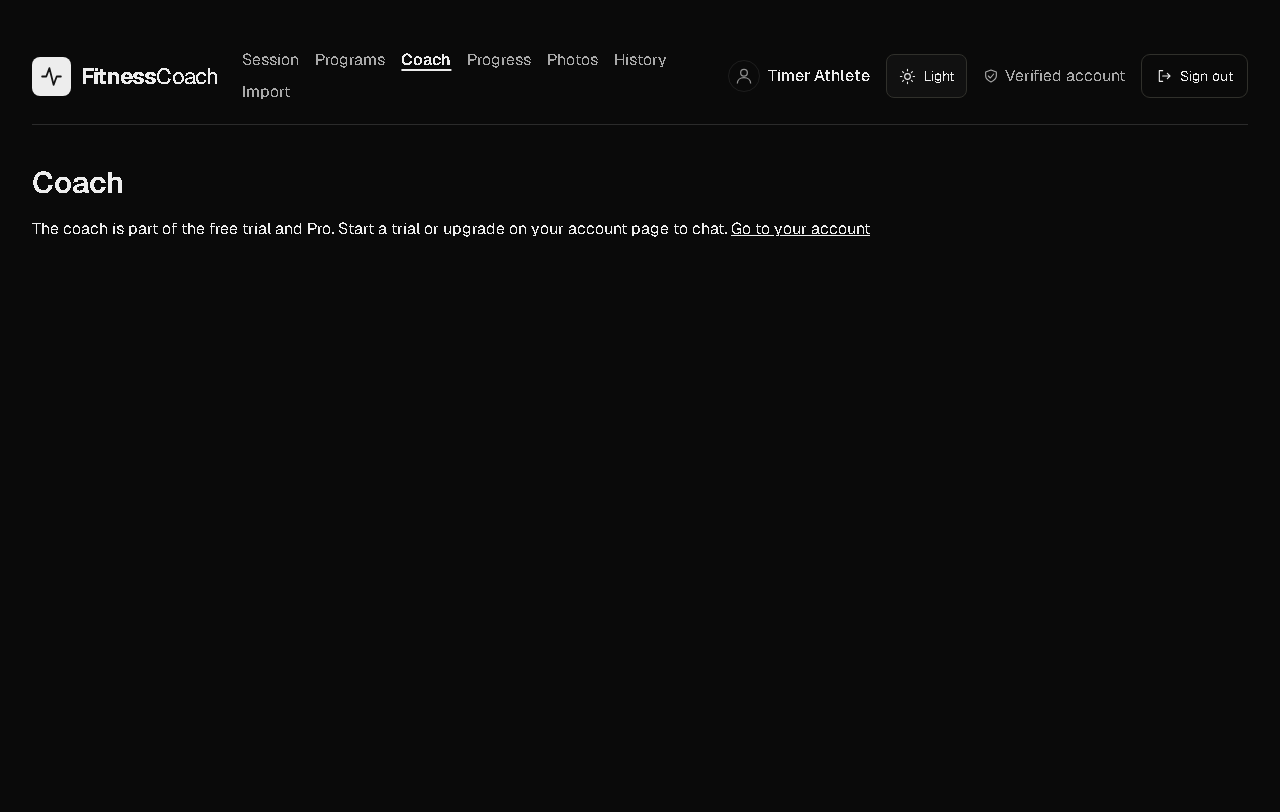 FitnessCoach
Session Programs Coach Progress Photos History
Import
Timer Athlete
Light
Verified account
Sign out
Coach
The coach is part of the free trial and Pro. Start a trial or upgrade on your account page to chat. Go to your account